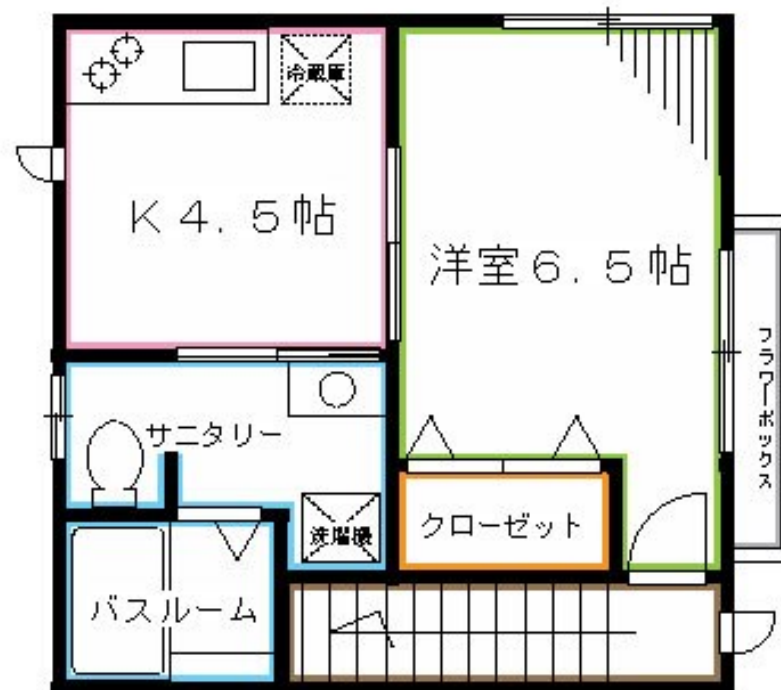 冷蔵庫
K4.5帖
洋室6.5帖
フラワーボックス
サニタリー
洗濯機
クローゼット
バスルーム